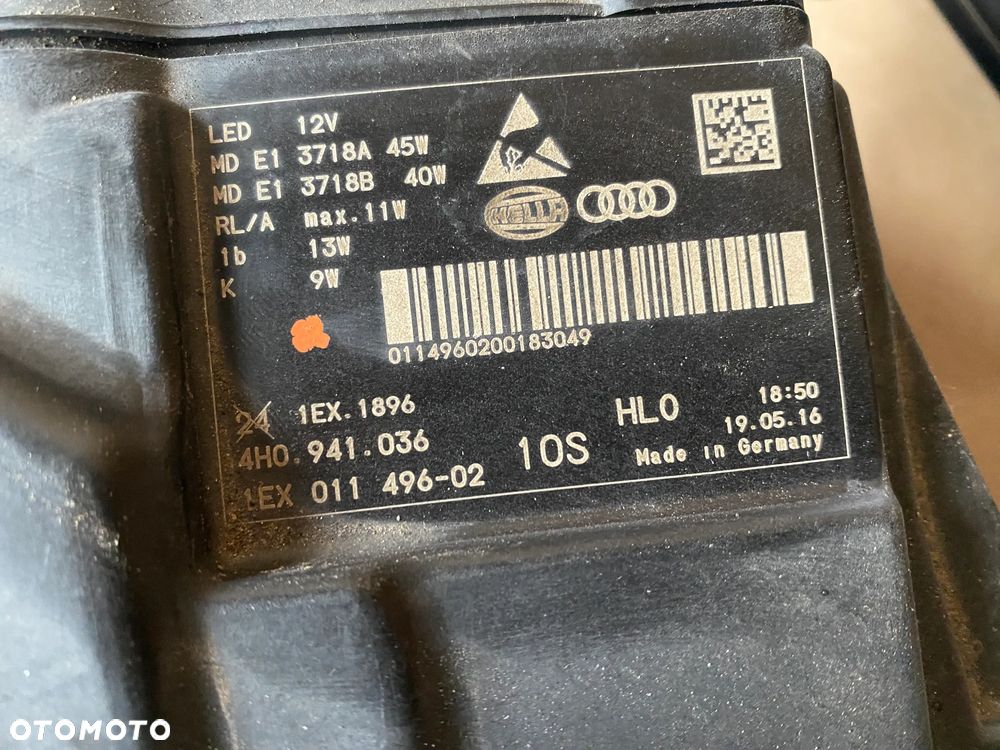 LED 12V
MD E1 3718A 45W
MD E1 3718B 40W
RL/A max.11W
1b 13W
K 9W
HELLA
0114960200183049
24 1EX.1896
4H0.941.036
1EX 011 496-02
10S
HL0
18:50
19.05.16
Made in Germany
OTOMOTO